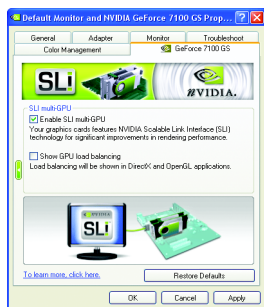 Default Monitor and NVIDIA GeForce 7100 GS Prop...
General Adapter Monitor Troubleshoot
Color Management GeForce 7100 GS
SLI
NVIDIA.
SLI multi-GPU
Enable SLI multi-GPU
Your graphics cards features NVIDIA Scalable Link Interface (SLI)
technology for significant improvements in rendering performance.
Show GPU load balancing
Load balancing will be shown in DirectX and OpenGL applications.
NVIDIA
SLI
To learn more, click here.
Restore Defaults
OK Cancel Apply